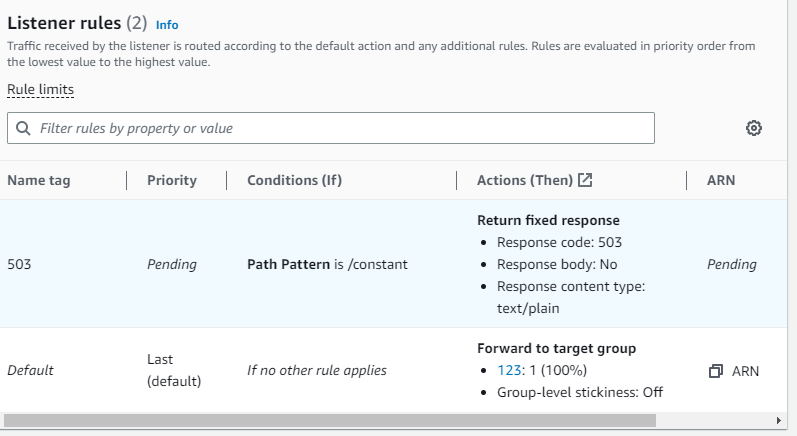 Listener rules (2) Info
Traffic received by the listener is routed according to the default action and any additional rules. Rules are evaluated in priority order from
the lowest value to the highest value.
Rule limits
Filter rules by property or value
Name tag Priority Conditions (If) Actions (Then) ARN
Return fixed response
Response code: 503
503 Pending Path Pattern is /constant Response body: No Pending
Response content type:
text/plain
Forward to target group
Default Last
(default) If no other rule applies 123: 1 (100%) ARN
Group-level stickiness: Off